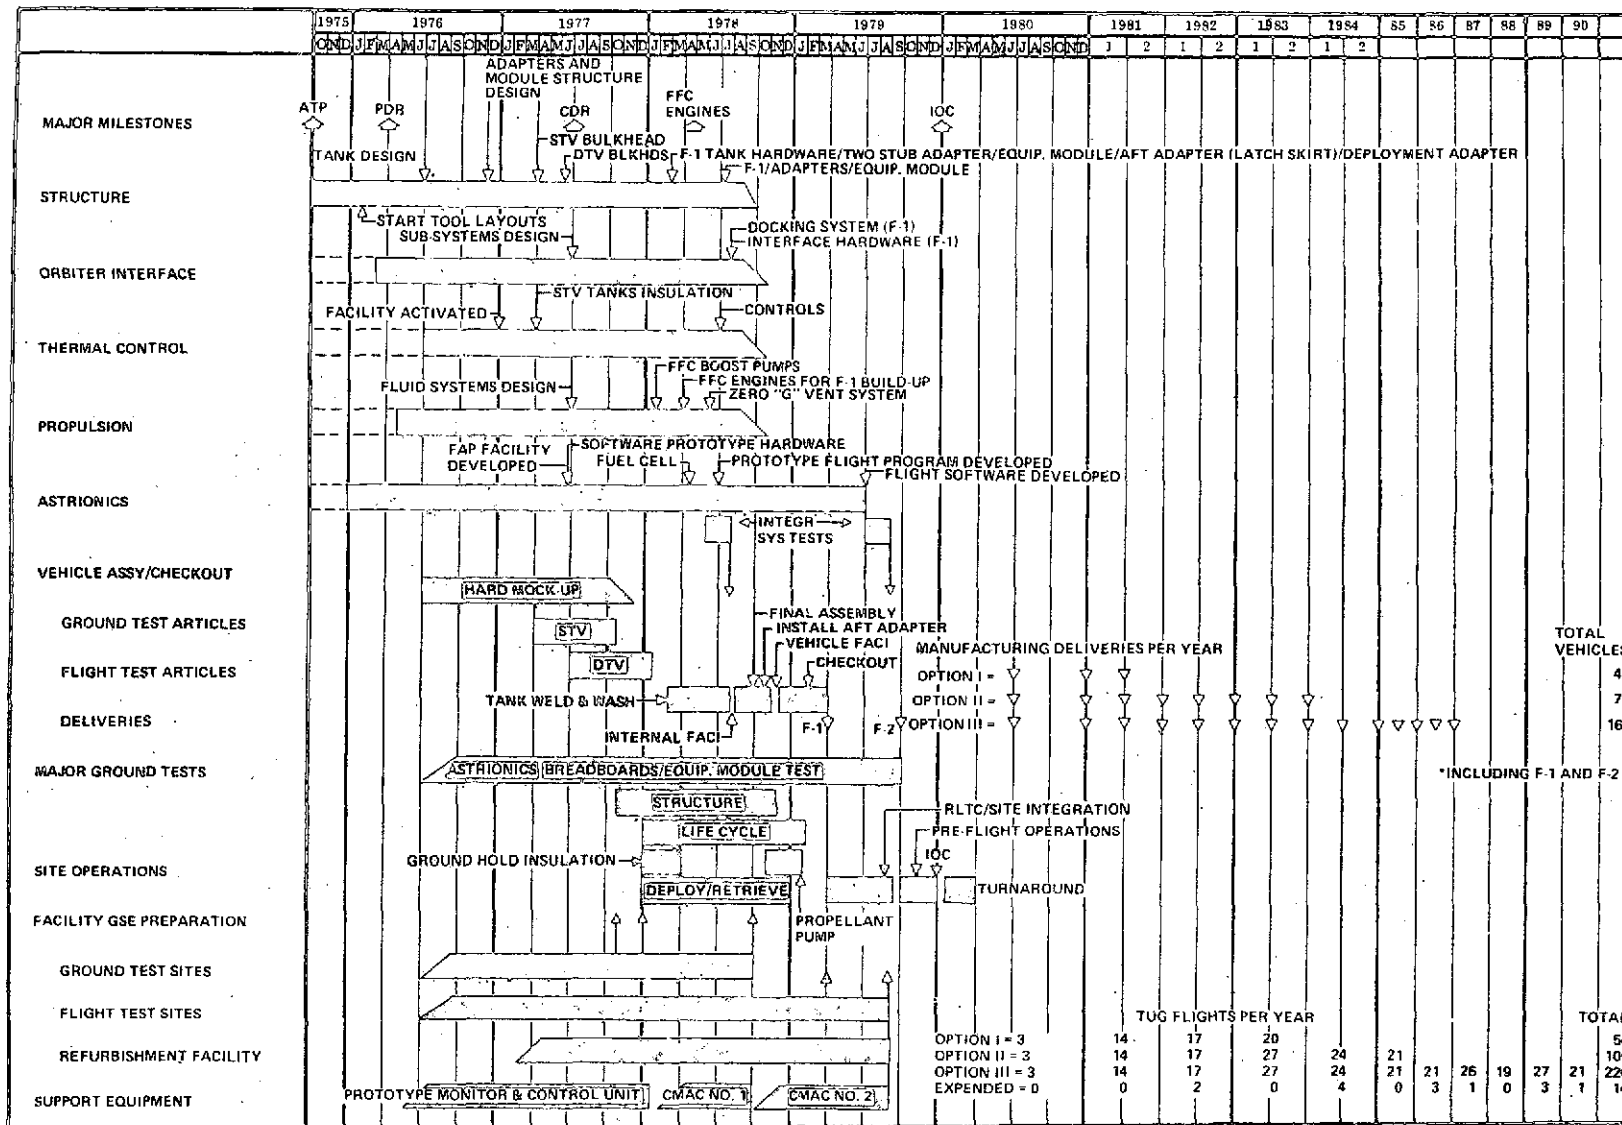 1975 1976 1977 1978 1979 1980 1981 1982 1983 1984 85 86 87 88 89 90
O N D J F M A M J J A S O N D J F M A M J J A S O N D J F M A M J J A S O N D J F M A M J J A S O N D J F M A M J J A S O N D 1 2 1 2 1 2 1 2
ADAPTERS AND
MODULE STRUCTURE
DESIGN
FFC
ENGINES
ATP PDR CDR IOC
MAJOR MILESTONES
STV BULKHEAD
TANK DESIGN
DTV BLKHDS
F-1 TANK HARDWARE/TWO STUB ADAPTER/EQUIP. MODULE/AFT ADAPTER (LATCH SKIRT)/DEPLOYMENT ADAPTER
F-1/ADAPTERS/EQUIP. MODULE
STRUCTURE
START TOOL LAYOUTS
SUB-SYSTEMS DESIGN
DOCKING SYSTEM (F-1)
INTERFACE HARDWARE (F-1)
ORBITER INTERFACE
STV TANKS INSULATION
FACILITY ACTIVATED
CONTROLS
THERMAL CONTROL
FFC BOOST PUMPS
FLUID SYSTEMS DESIGN
FFC ENGINES FOR F-1 BUILD-UP
ZERO "G" VENT SYSTEM
PROPULSION
FAP FACILITY
DEVELOPED
SOFTWARE PROTOTYPE HARDWARE
FUEL CELL
PROTOTYPE FLIGHT PROGRAM DEVELOPED
FLIGHT SOFTWARE DEVELOPED
ASTRIONICS
INTEGR
SYS TESTS
VEHICLE ASSY/CHECKOUT
HARD MOCK-UP
FINAL ASSEMBLY
GROUND TEST ARTICLES
STV
INSTALL AFT ADAPTER
VEHICLE FACI
MANUFACTURING DELIVERIES PER YEAR
TOTAL
VEHICLES
FLIGHT TEST ARTICLES
DTV
CHECKOUT
OPTION I = 4
TANK WELD & WASH
OPTION II = 7
DELIVERIES
INTERNAL FACI
F-1
F-2
OPTION III = 16
MAJOR GROUND TESTS
ASTRIONICS BREADBOARDS/EQUIP. MODULE TEST
*INCLUDING F-1 AND F-2
STRUCTURE
RLTC/SITE INTEGRATION
LIFE CYCLE
PRE-FLIGHT OPERATIONS
GROUND HOLD INSULATION
IOC
SITE OPERATIONS
DEPLOY/RETRIEVE
TURNAROUND
FACILITY GSE PREPARATION
PROPELLANT
PUMP
GROUND TEST SITES
FLIGHT TEST SITES
TUG FLIGHTS PER YEAR
REFURBISHMENT FACILITY
OPTION I = 3 14 17 20
OPTION II = 3 14 17 27 24 21
OPTION III = 3 14 17 27 24 21 21 26 19 27 21
EXPENDED = 0 0 2 0 4 0 3 1 0 3 1
SUPPORT EQUIPMENT
PROTOTYPE MONITOR & CONTROL UNIT
CMAC NO. 1
CMAC NO. 2